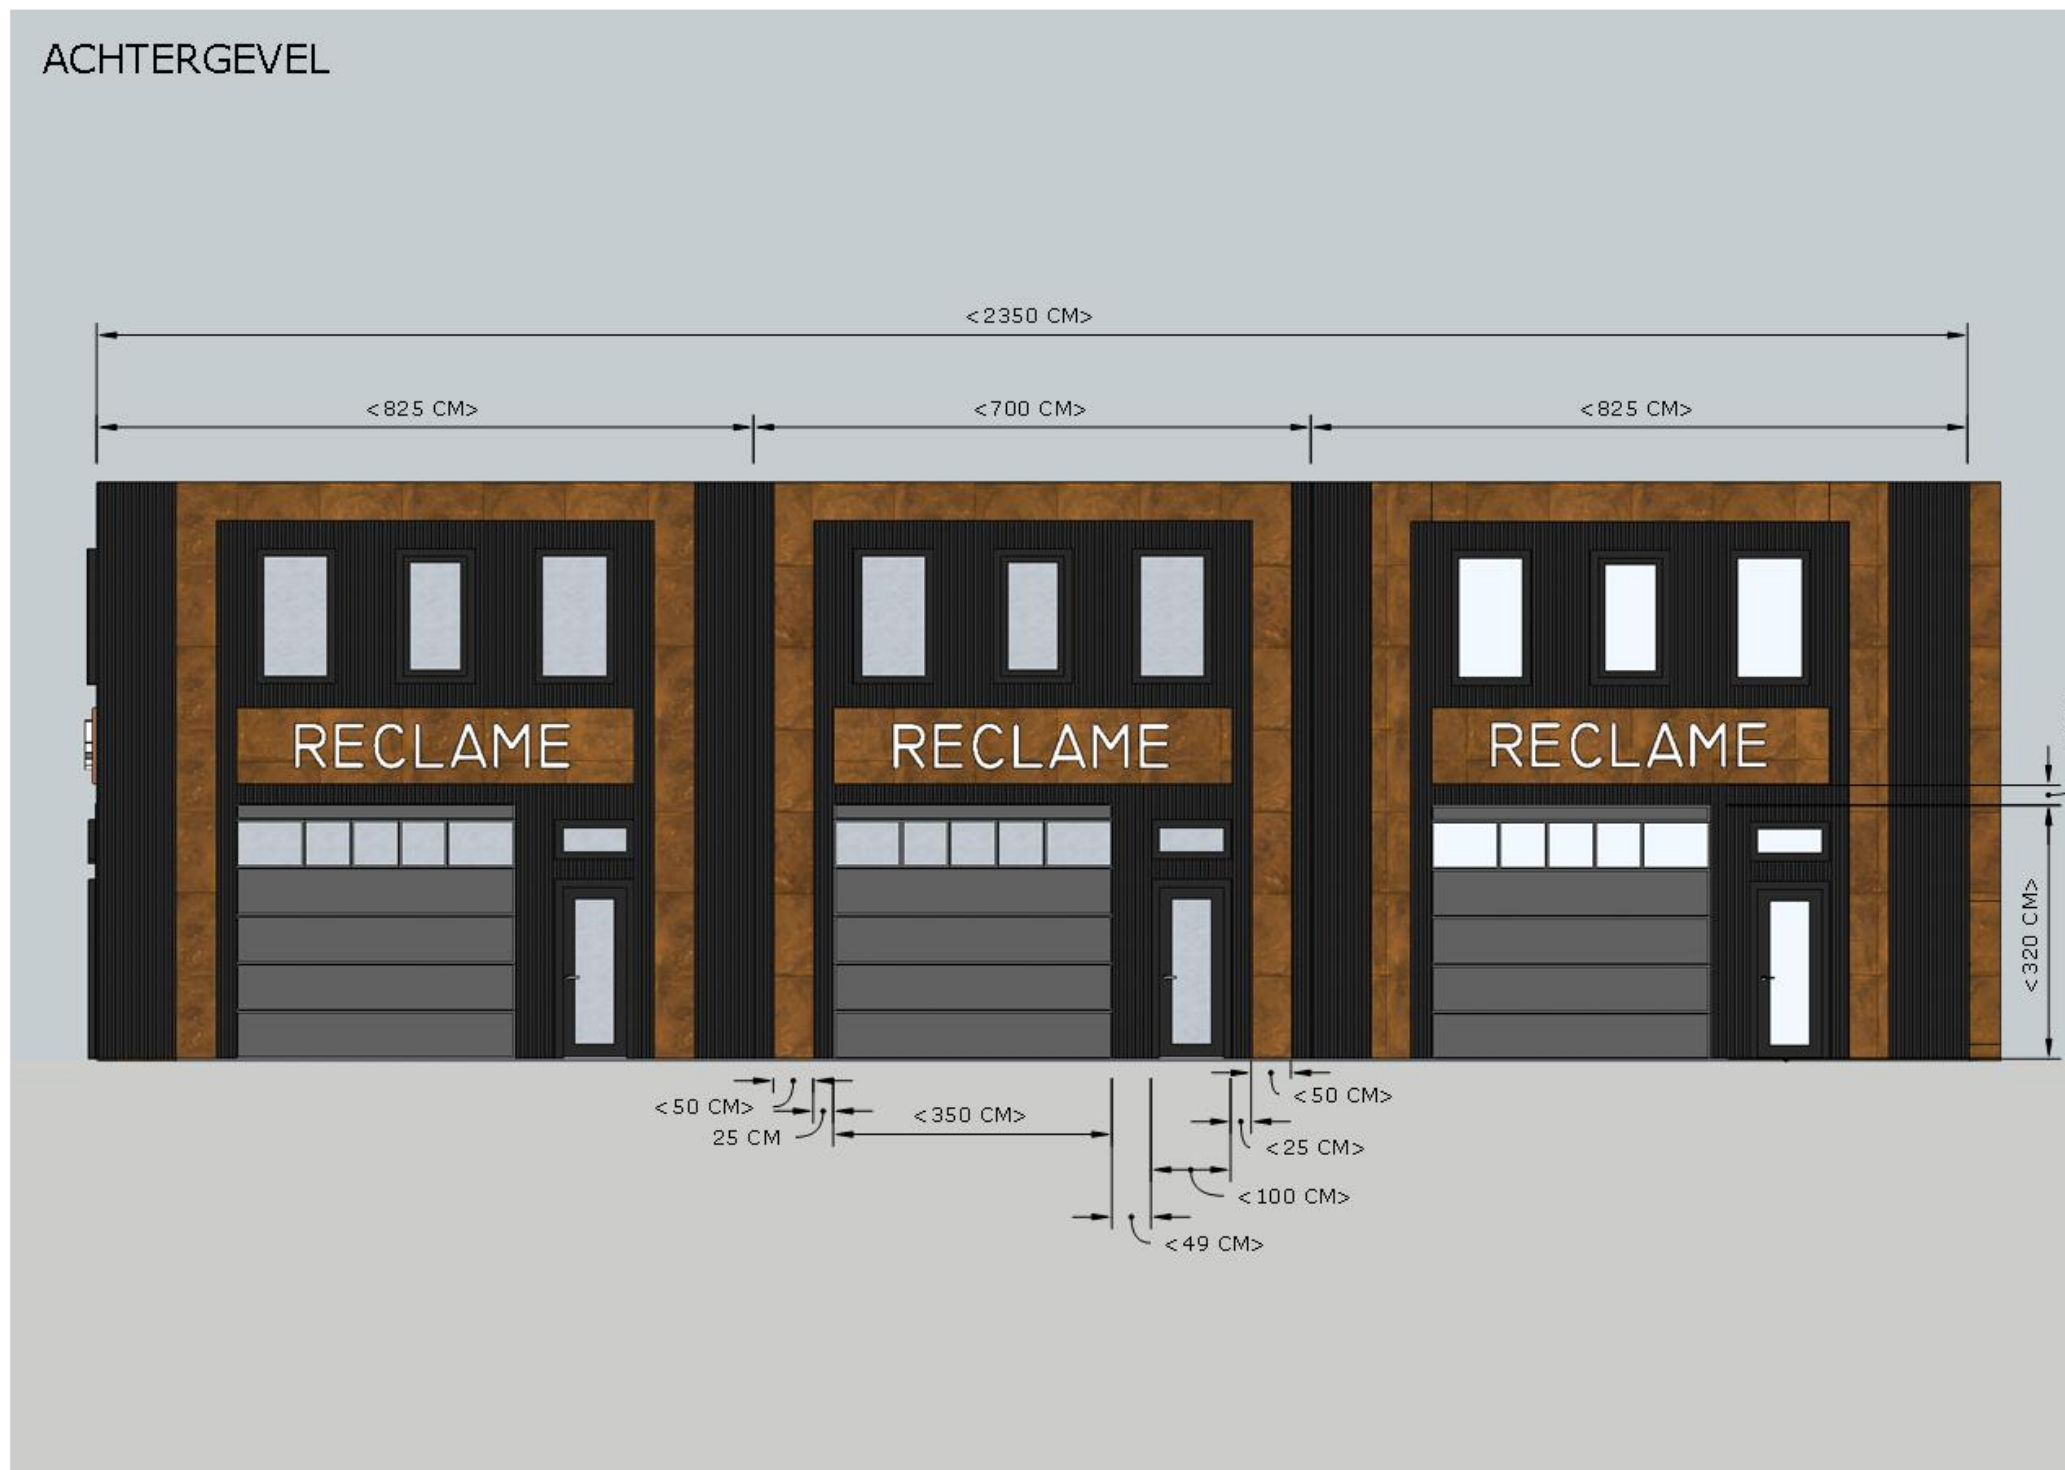 ACHTERGEVEL
<2350 CM>
<825 CM>
<700 CM>
<825 CM>
RECLAME
RECLAME
RECLAME
<320 CM>
<50 CM>
25 CM
<350 CM>
<50 CM>
<25 CM>
<100 CM>
<49 CM>